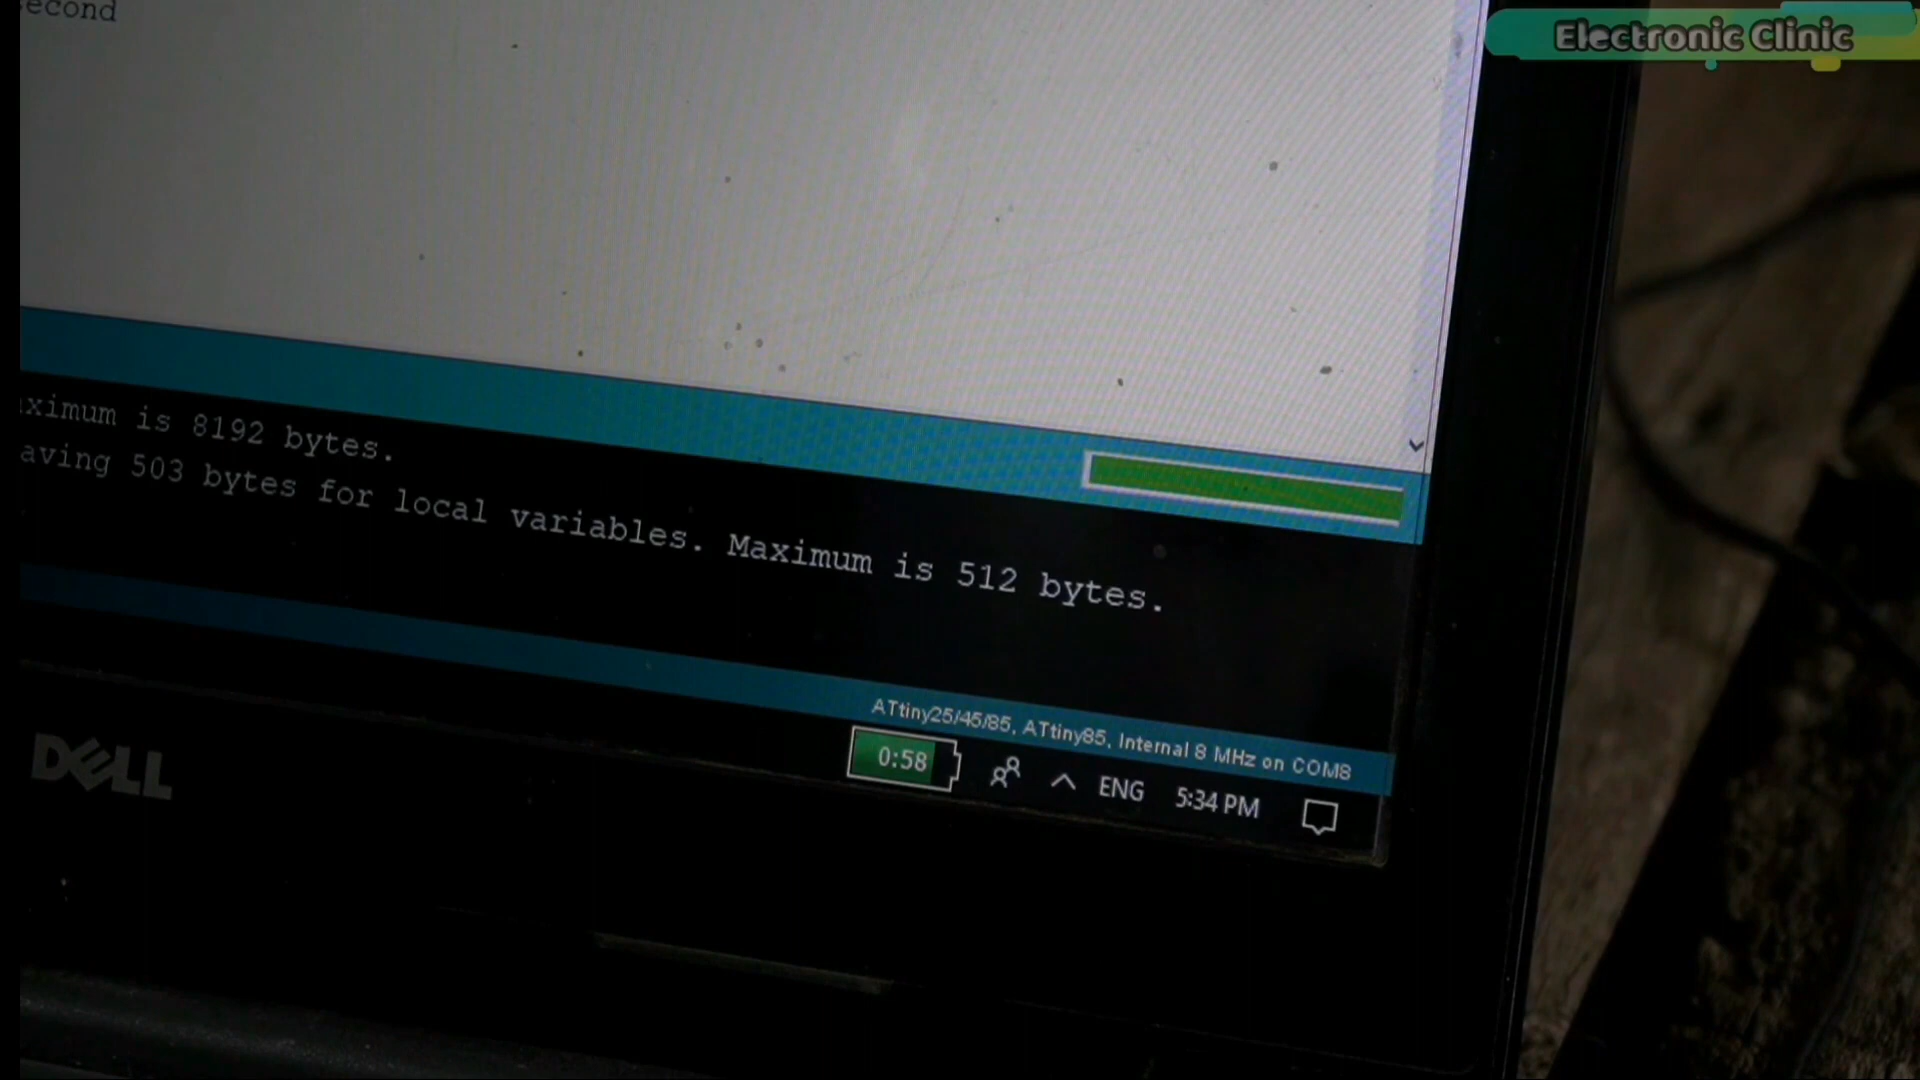 Electronic Clinic
econd
ximum is 8192 bytes.
aving 503 bytes for local variables. Maximum is 512 bytes.
ATtiny25/45/85, ATtiny85, Internal 8 MHz on COM8
0:58 ENG 5:34 PM
DELL